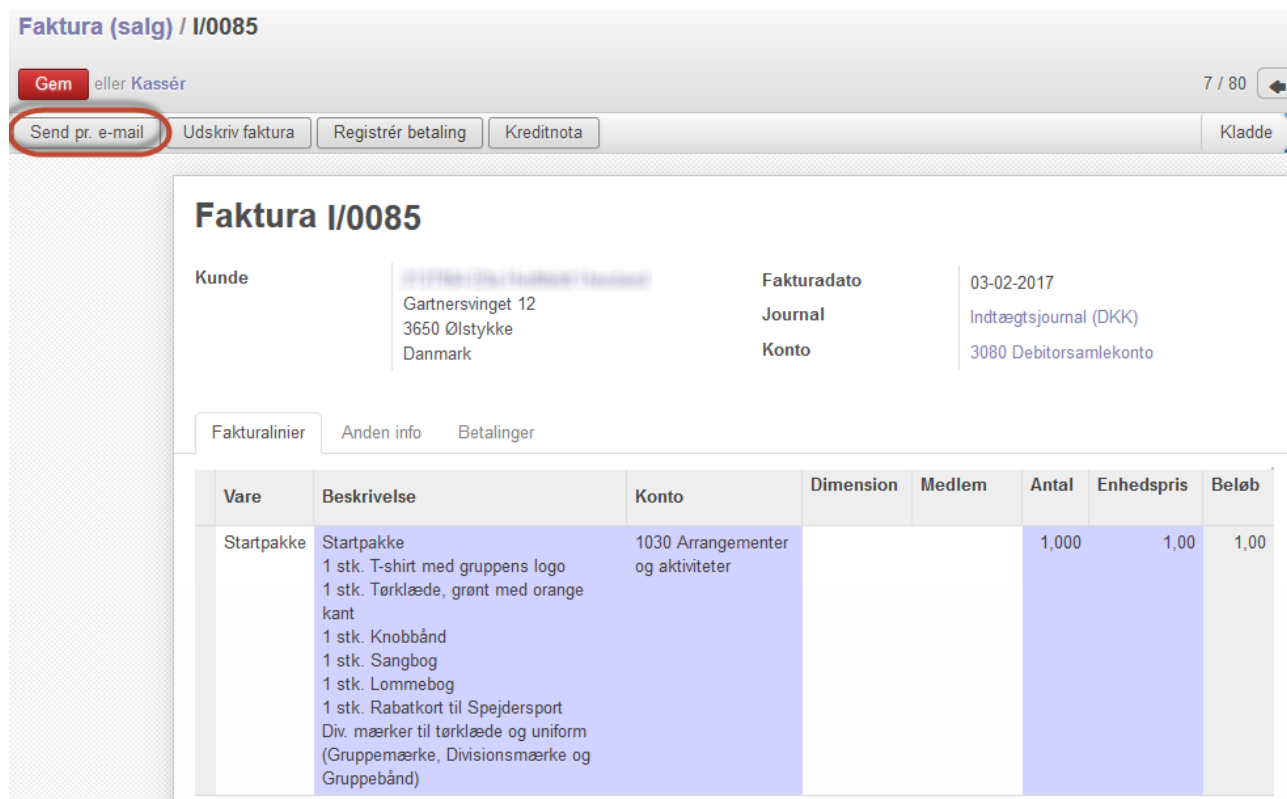 Faktura (salg) / I/0085
Gem eller Kassér
7 / 80
Send pr. e-mail Udskriv faktura Registrér betaling Kreditnota Kladde
Faktura I/0085
Kunde
Gartnersvinget 12
3650 Ølstykke
Danmark
Fakturadato 03-02-2017
Journal Indtægtsjournal (DKK)
Konto 3080 Debitorsamlekonto
Fakturalinier Anden info Betalinger
Vare Beskrivelse Konto Dimension Medlem Antal Enhedspris Beløb
Startpakke Startpakke 1030 Arrangementer 1,000 1,00 1,00
1 stk. T-shirt med gruppens logo og aktiviteter
1 stk. Tørklæde, grønt med orange
kant
1 stk. Knobbånd
1 stk. Sangbog
1 stk. Lommebog
1 stk. Rabatkort til Spejdersport
Div. mærker til tørklæde og uniform
(Gruppemærke, Divisionsmærke og
Gruppebånd)